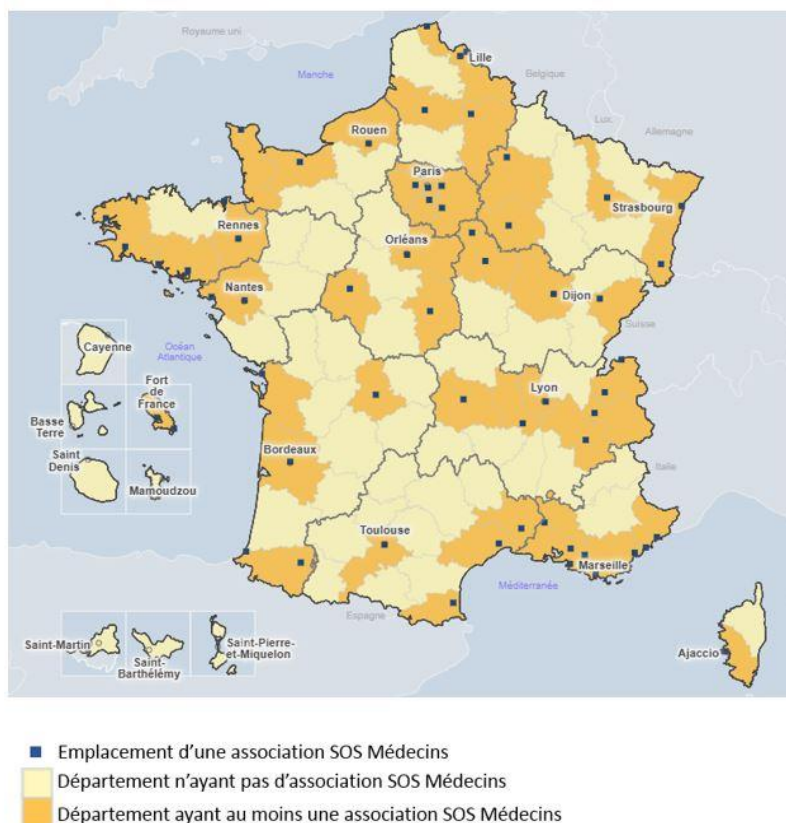 Royaume uni
Manche
Lille
Belgique
Lux.
Allemagne
Rouen
Paris
Strasbourg
Rennes
Orléans
Nantes
Dijon
Suisse
Cayenne
Océan
Atlantique
Fort
de
France
Lyon
Basse
Terre
Bordeaux
Saint
Denis
Mamoudzou
Italie
Toulouse
Marseille
Méditerranée
Espagne
Saint-Martin
Saint-
Barthélémy
Saint-Pierre-
et-Miquelon
Ajaccio
Emplacement d'une association SOS Médecins
Département n'ayant pas d'association SOS Médecins
Département ayant au moins une association SOS Médecins